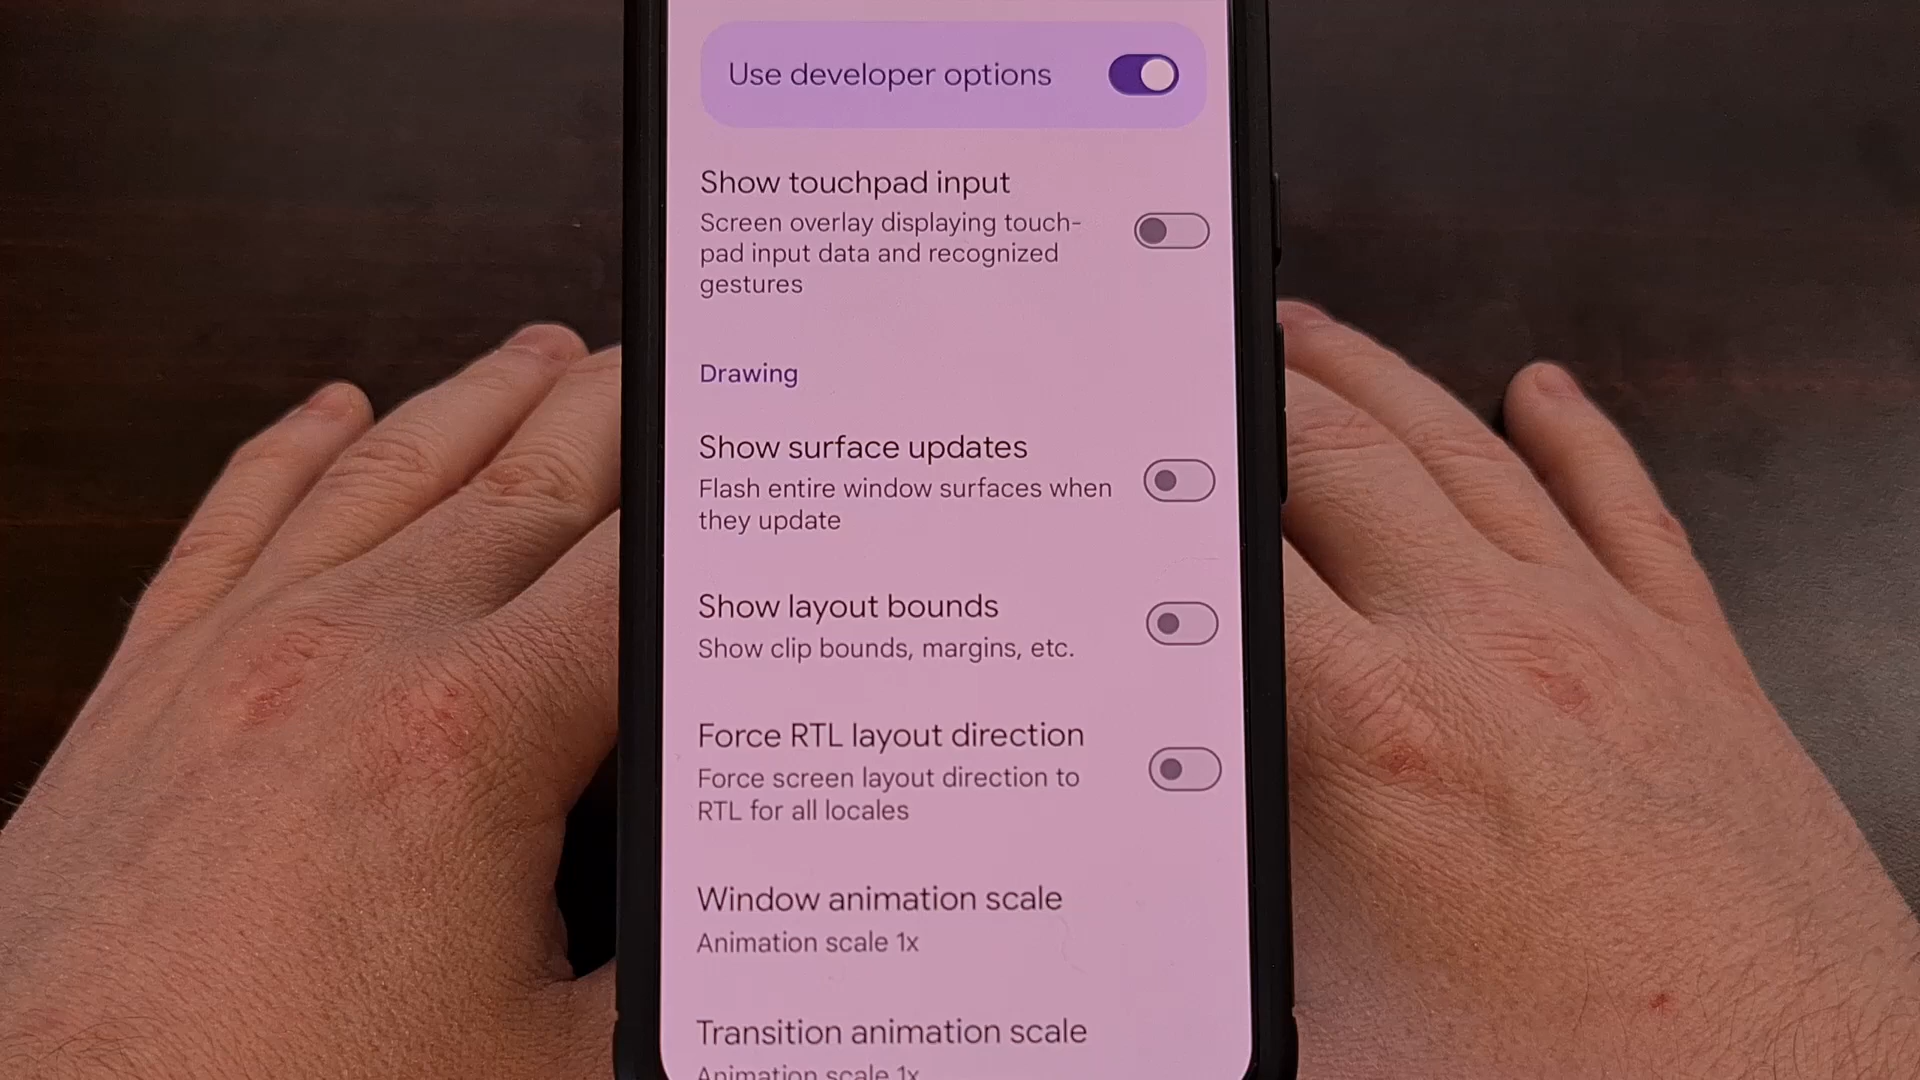 Use developer options
Show touchpad input
Screen overlay displaying touch-
pad input data and recognized
gestures
Drawing
Show surface updates
Flash entire window surfaces when
they update
Show layout bounds
Show clip bounds, margins, etc.
Force RTL layout direction
Force screen layout direction to
RTL for all locales
Window animation scale
Animation scale 1x
Transition animation scale
Animation scale 1x